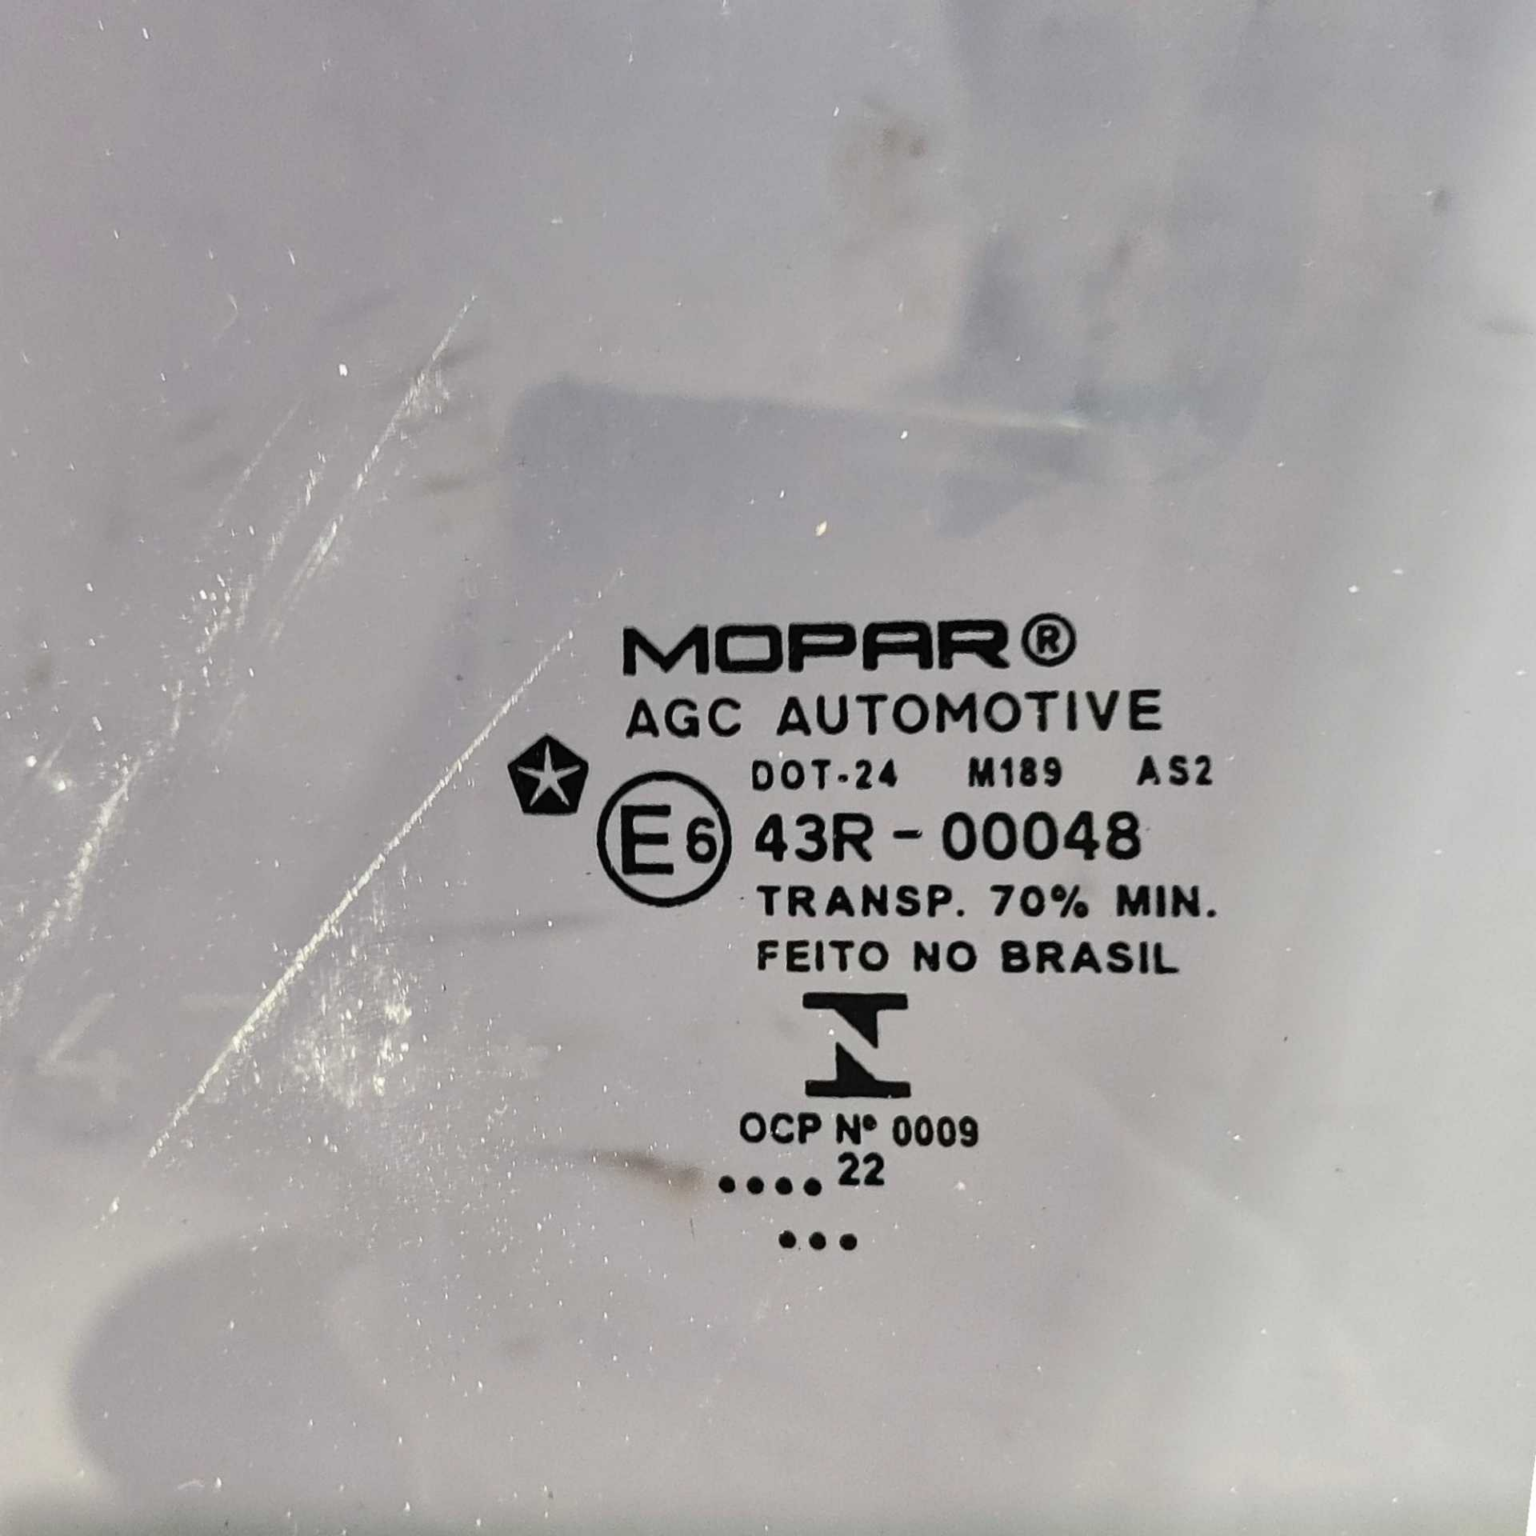 MOPAR®
AGC AUTOMOTIVE
DOT-24 M189 AS2
E6 43R-00048
TRANSP. 70% MIN.
FEITO NO BRASIL
OCP Nº 0009
.... 22
...